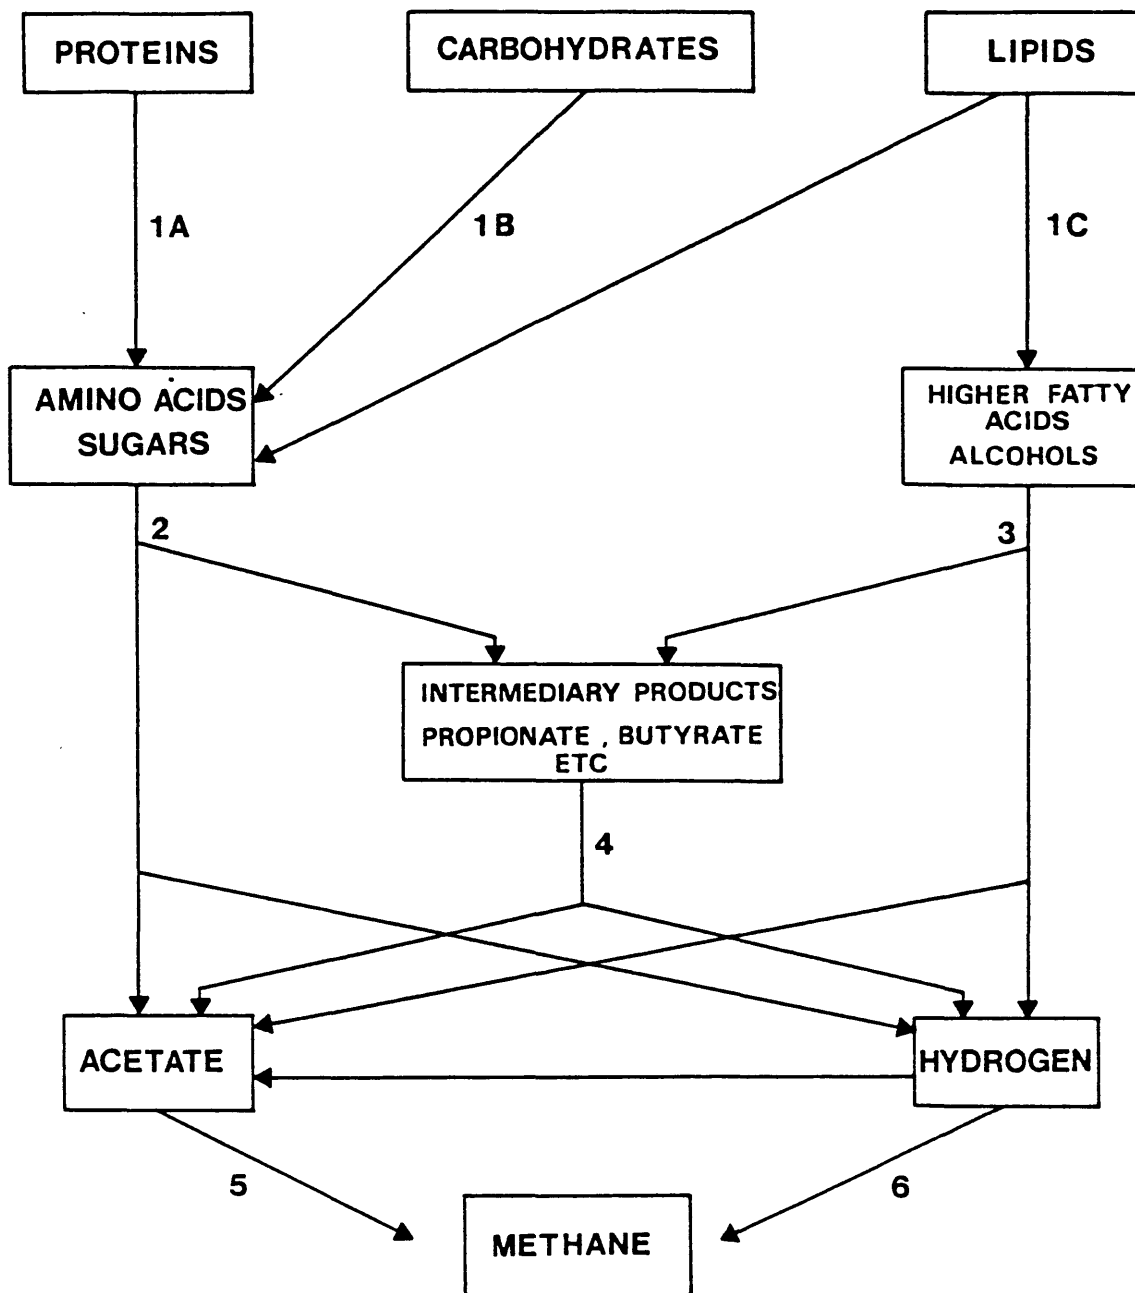 PROTEINS
CARBOHYDRATES
LIPIDS
1A
1B
1C
AMINO ACIDS
SUGARS
HIGHER FATTY
ACIDS
ALCOHOLS
2
3
INTERMEDIARY PRODUCTS
PROPIONATE , BUTYRATE
ETC
4
ACETATE
HYDROGEN
5
6
METHANE